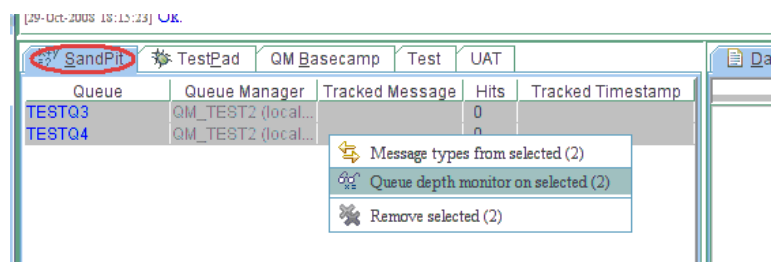 [29-Oct-2008 18:15:23] OK.
SandPit TestPad QM Basecamp Test UAT Da
Queue Queue Manager Tracked Message Hits Tracked Timestamp
TESTQ3 QM_TEST2 (local... 0
TESTQ4 QM_TEST2 (local... 0
Message types from selected (2)
Queue depth monitor on selected (2)
Remove selected (2)